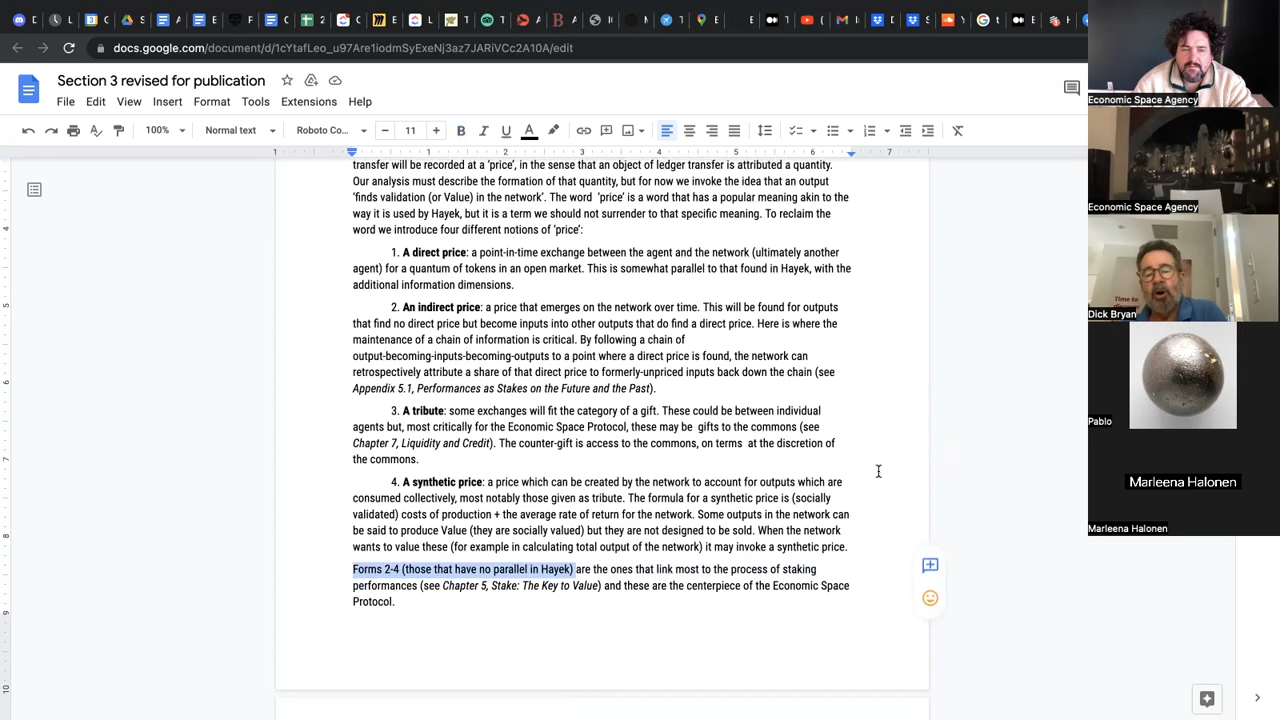 docs.google.com/document/d/1cYtafLeo_u97Are1iodmSyExeNj3az7JARiVCc2A10A/edit
Section 3 revised for publication
File Edit View Insert Format Tools Extensions Help
100% Normal text Roboto Co... 11
1 1 2 3 4 5 6 7
transfer will be recorded at a ‘price’, in the sense that an object of ledger transfer is attributed a quantity.
Our analysis must describe the formation of that quantity, but for now we invoke the idea that an output
‘finds validation (or Value) in the network’. The word ‘price’ is a word that has a popular meaning akin to the
way it is used by Hayek, but it is a term we should not surrender to that specific meaning. To reclaim the
word we introduce four different notions of ‘price’:
1. A direct price: a point-in-time exchange between the agent and the network (ultimately another
agent) for a quantum of tokens in an open market. This is somewhat parallel to that found in Hayek, with the
additional information dimensions.
2. An indirect price: a price that emerges on the network over time. This will be found for outputs
that find no direct price but become inputs into other outputs that do find a direct price. Here is where the
maintenance of a chain of information is critical. By following a chain of
output-becoming-inputs-becoming-outputs to a point where a direct price is found, the network can
retrospectively attribute a share of that direct price to formerly-unpriced inputs back down the chain (see
Appendix 5.1, Performances as Stakes on the Future and the Past).
3. A tribute: some exchanges will fit the category of a gift. These could be between individual
agents but, most critically for the Economic Space Protocol, these may be gifts to the commons (see
Chapter 7, Liquidity and Credit). The counter-gift is access to the commons, on terms at the discretion of
the commons.
4. A synthetic price: a price which can be created by the network to account for outputs which are
consumed collectively, most notably those given as tribute. The formula for a synthetic price is (socially
validated) costs of production + the average rate of return for the network. Some outputs in the network can
be said to produce Value (they are socially valued) but they are not designed to be sold. When the network
wants to value these (for example in calculating total output of the network) it may invoke a synthetic price.
Forms 2-4 (those that have no parallel in Hayek) are the ones that link most to the process of staking
performances (see Chapter 5, Stake: The Key to Value) and these are the centerpiece of the Economic Space
Protocol.
5
6
7
8
9
10
Economic Space Agency
Economic Space Agency
Time to
Dick Bryan
Pablo
Marleena Halonen
Marleena Halonen